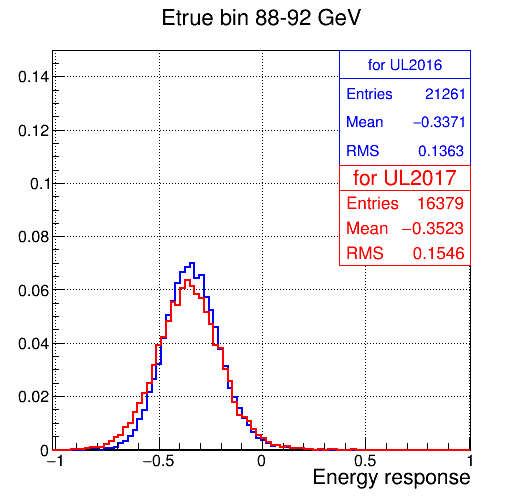 Etrue bin 88-92 GeV
for UL2016
Entries 21261
Mean −0.3371
RMS 0.1363
for UL2017
Entries 16379
Mean −0.3523
RMS 0.1546
0.14
0.12
0.1
0.08
0.06
0.04
0.02
0
−1 −0.5 0 0.5 1
Energy response